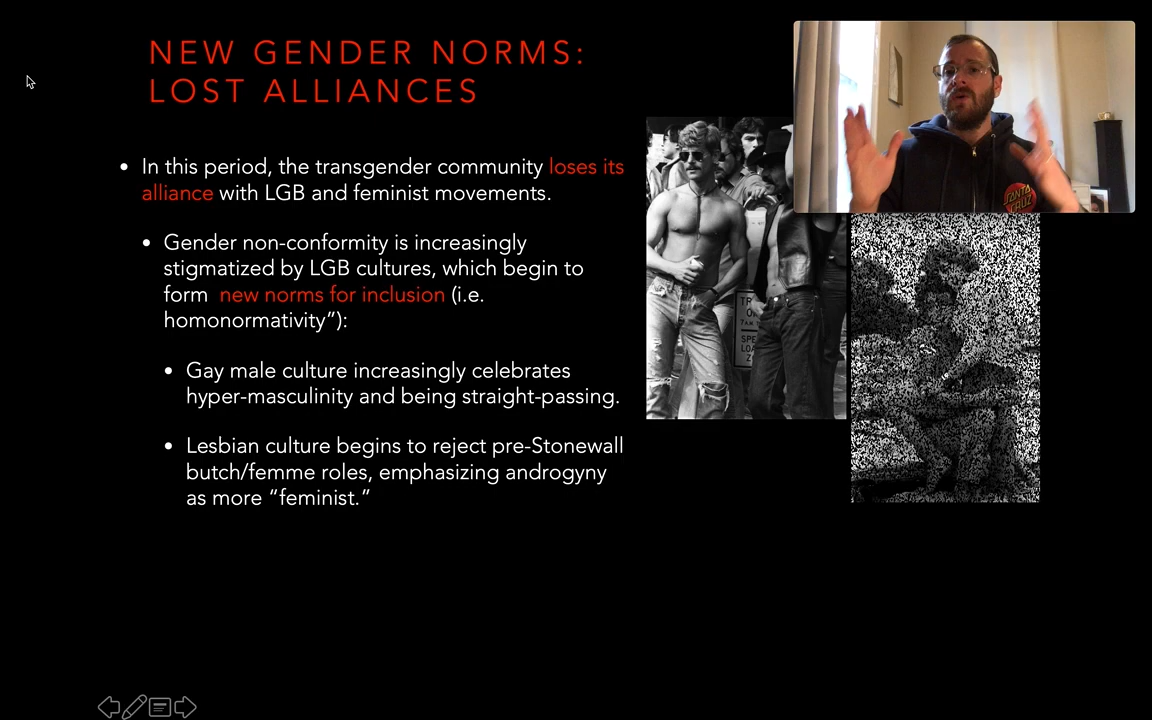 NEW GENDER NORMS:
LOST ALLIANCES
• In this period, the transgender community loses its
alliance with LGB and feminist movements.
• Gender non-conformity is increasingly
stigmatized by LGB cultures, which begin to
form new norms for inclusion (i.e.
homonormativity”):
• Gay male culture increasingly celebrates
hyper-masculinity and being straight-passing.
• Lesbian culture begins to reject pre-Stonewall
butch/femme roles, emphasizing androgyny
as more “feminist.”
SANTA
CRUZ